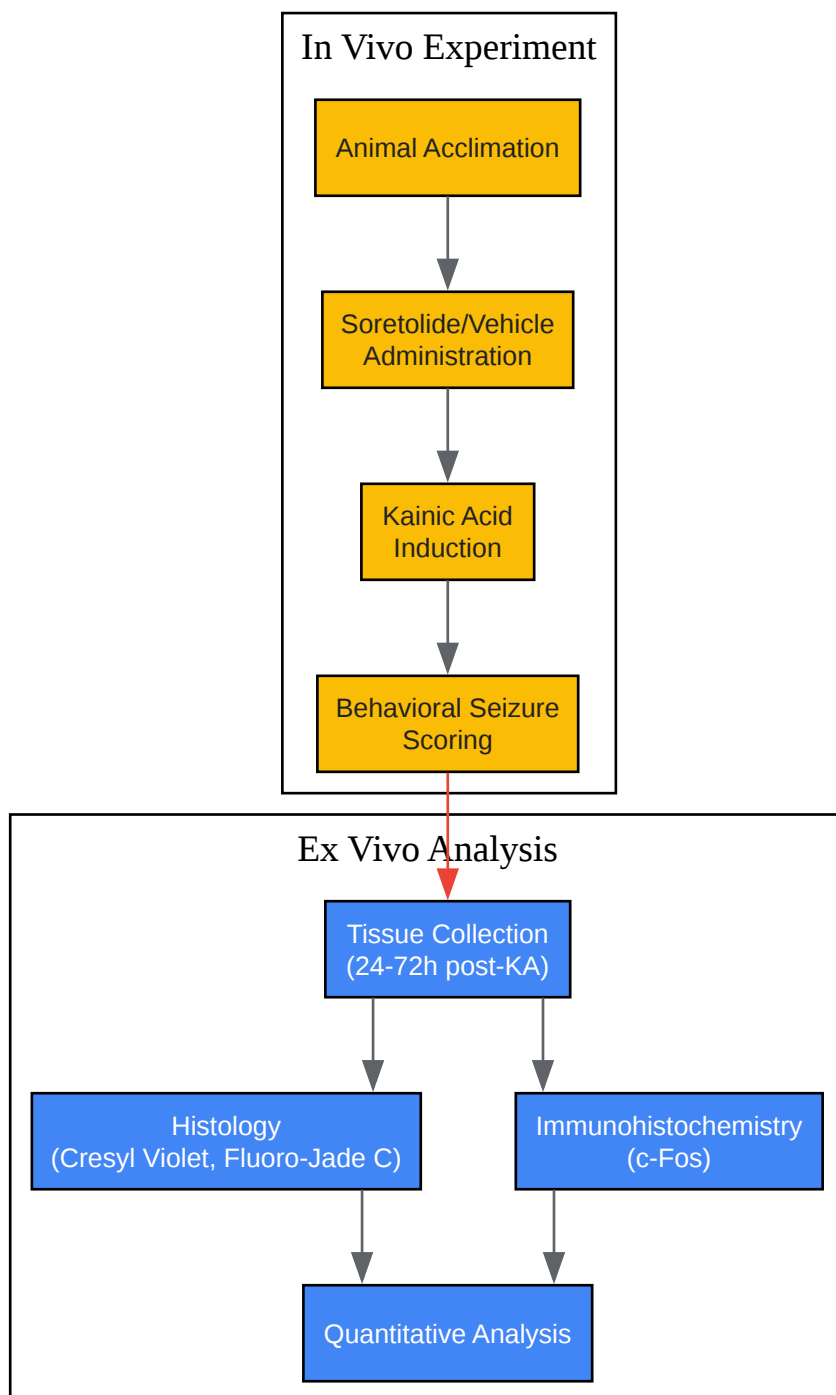 In Vivo Experiment
Animal Acclimation
Soretolide/Vehicle
Administration
Kainic Acid
Induction
Behavioral Seizure
Scoring
Ex Vivo Analysis
Tissue Collection
(24-72h post-KA)
Histology
(Cresyl Violet, Fluoro-Jade C)
Immunohistochemistry
(c-Fos)
Quantitative Analysis